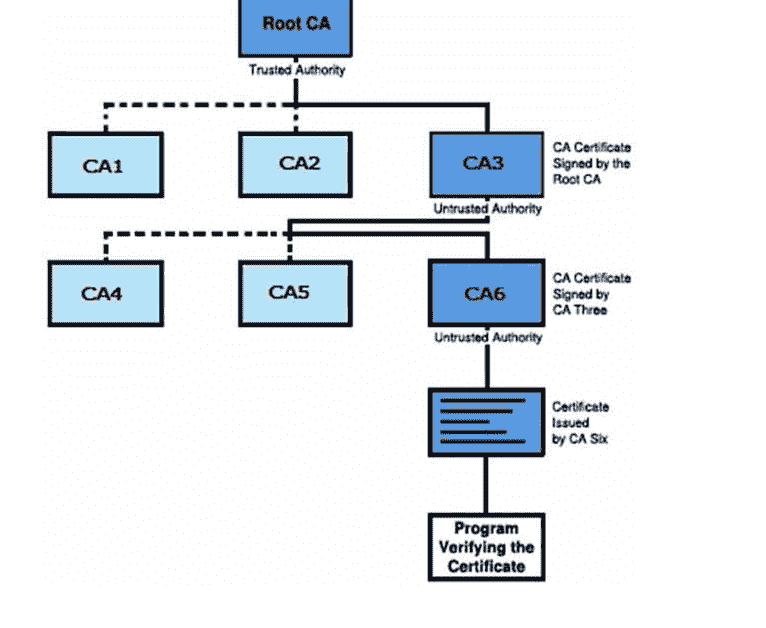 Root CA
Trusted Authority
CA1
CA2
CA3
CA Certificate
Signed by the
Root CA
Untrusted Authority
CA4
CA5
CA6
CA Certificate
Signed by
CA Three
Untrusted Authority
Certificate
Issued
by CA Six
Program
Verifying the
Certificate